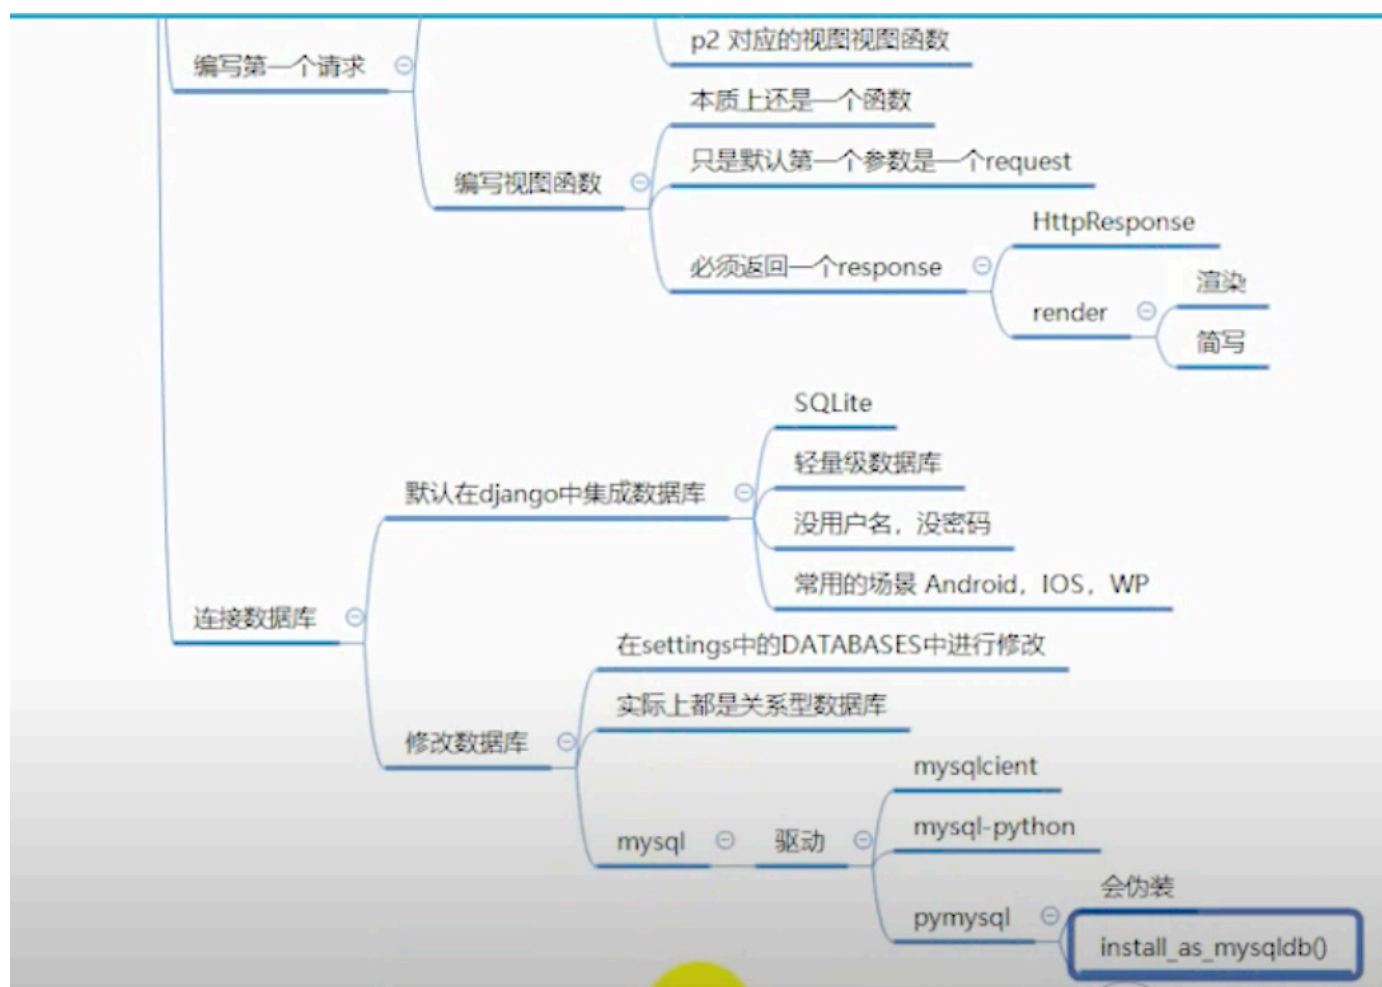 p2 对应的视图视图函数
编写第一个请求
本质上还是一个函数
只是默认第一个参数是一个request
编写视图函数
HttpResponse
必须返回一个response
渲染
render
简写
SQLite
轻量级数据库
默认在django中集成数据库
没用户名，没密码
常用的场景 Android，IOS，WP
连接数据库
在settings中的DATABASES中进行修改
实际上都是关系型数据库
修改数据库
mysqlcient
mysql-python
mysql
驱动
会伪装
pymysql
install_as_mysqldb()